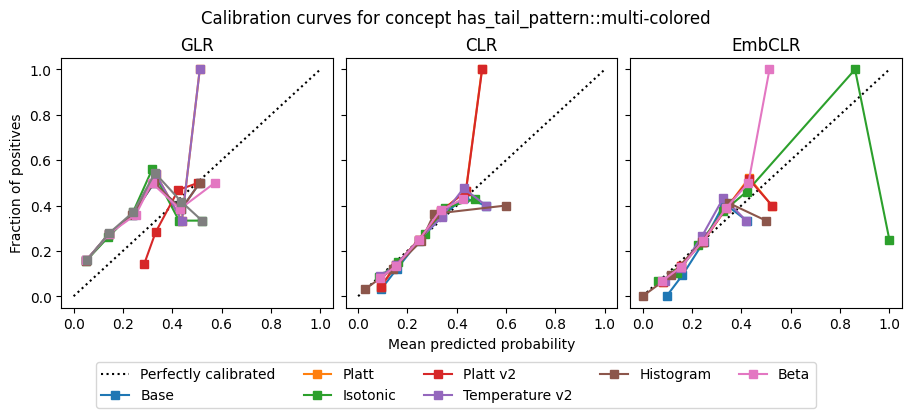 Calibration curves for concept has_tail_pattern::multi-colored
GLR
CLR
EmbCLR
Fraction of positives
1.0
0.8
0.6
0.4
0.2
0.0
0.0 0.2 0.4 0.6 0.8 1.0
0.0 0.2 0.4 0.6 0.8 1.0
0.0 0.2 0.4 0.6 0.8 1.0
Mean predicted probability
Perfectly calibrated
Base
Platt
Isotonic
Platt v2
Temperature v2
Histogram
Beta